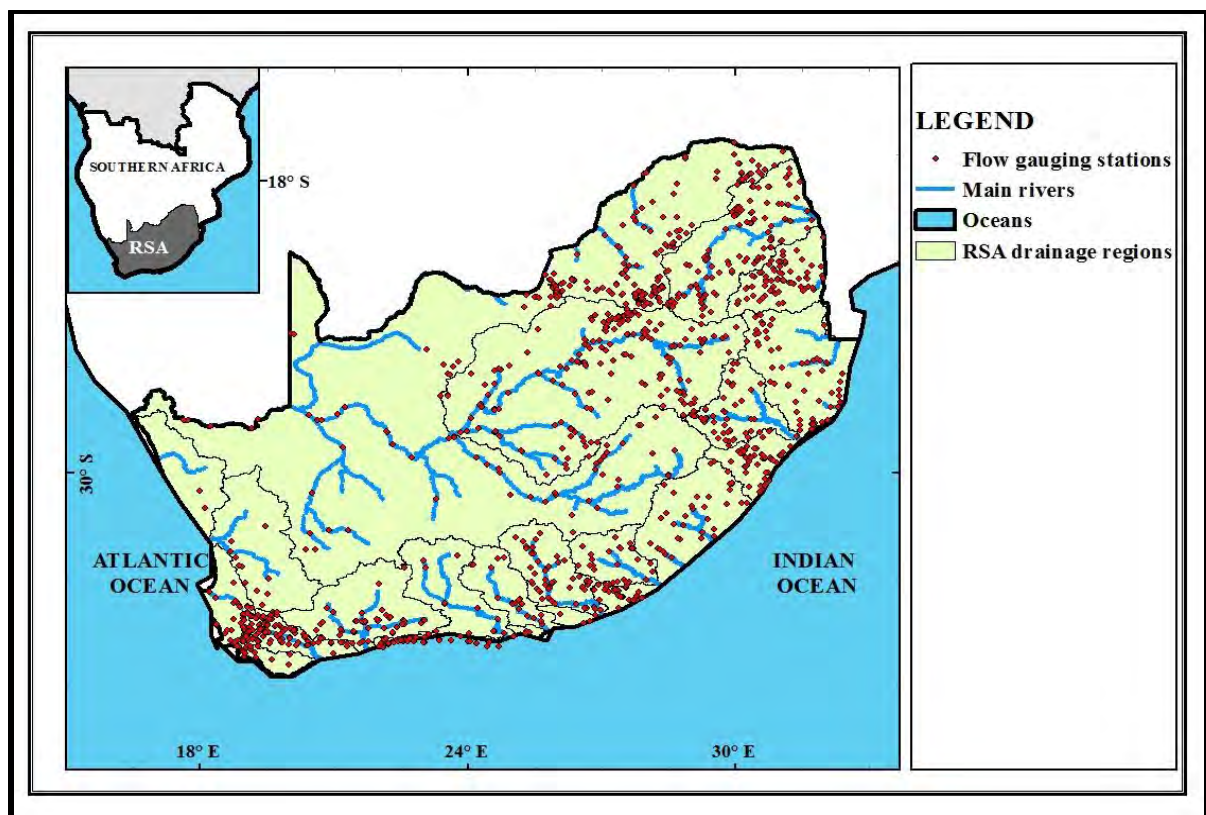 SOUTHERN AFRICA
RSA
18° S
30° S
ATLANTIC
OCEAN
INDIAN
OCEAN
18° E
24° E
30° E
LEGEND
Flow gauging stations
Main rivers
Oceans
RSA drainage regions